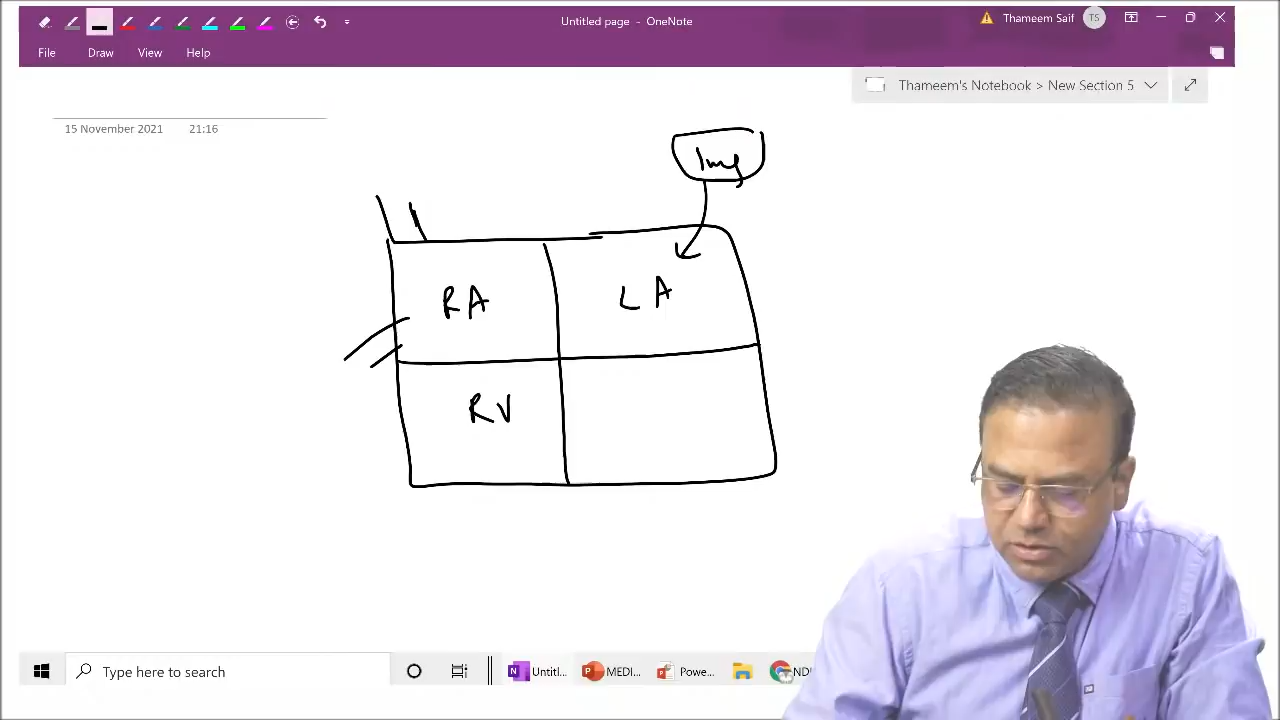 Untitled page - OneNote
Thameem Saif
TS
File
Draw
View
Help
Thameem's Notebook > New Section 5
15 November 2021
21:16
RA
LA
RV
Type here to search
Untitl...
MEDI...
Powe...